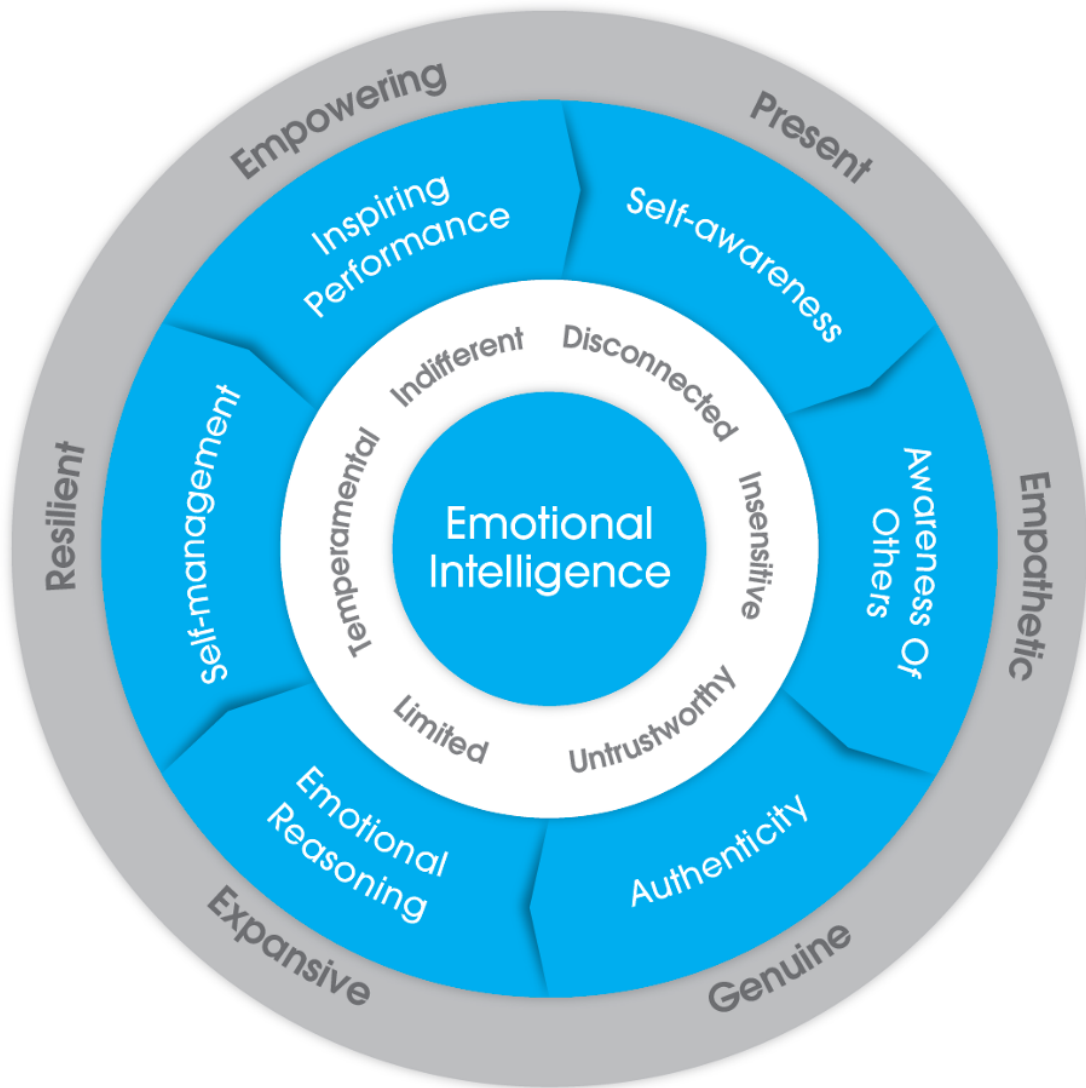 Emotional
Intelligence
Disconnected
Insensitive
Untrustworthy
Limited
Temperamental
Indifferent
Self-awareness
Awareness Of
Others
Authenticity
Emotional
Reasoning
Self-management
Inspiring
Performance
Present
Empathetic
Genuine
Expansive
Resilient
Empowering